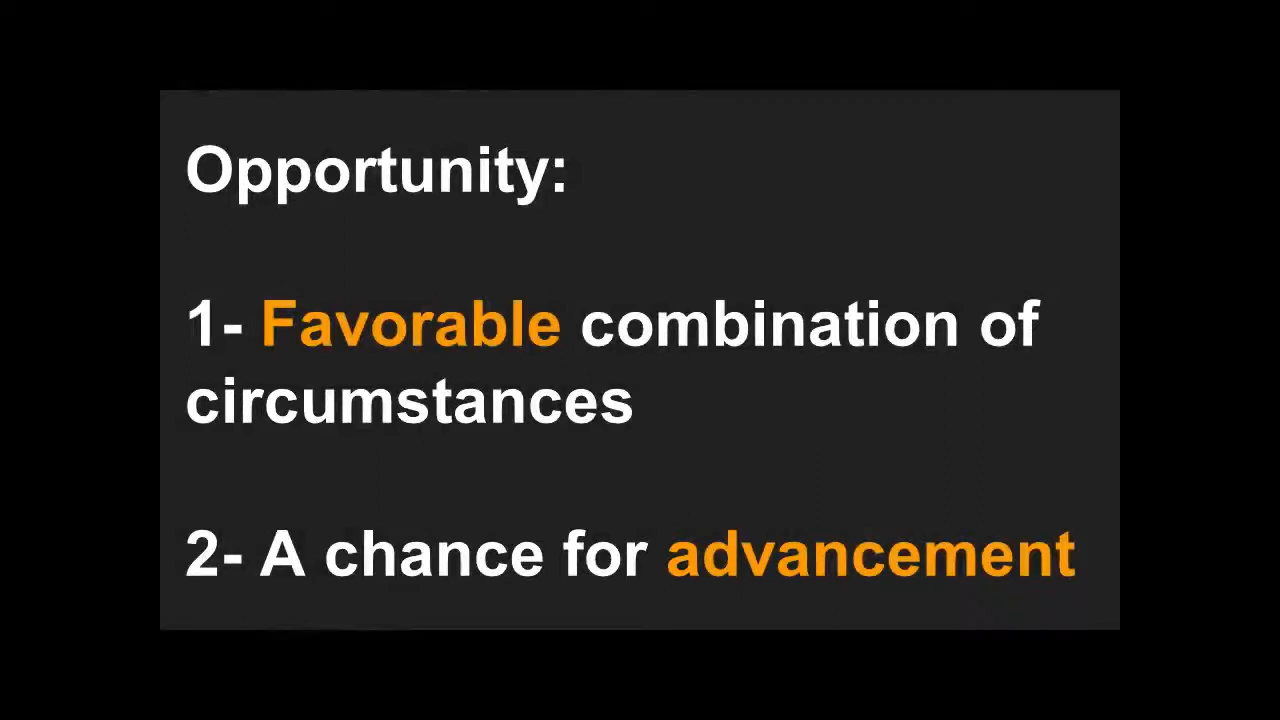 Opportunity:
1- Favorable combination of
circumstances
2- A chance for advancement